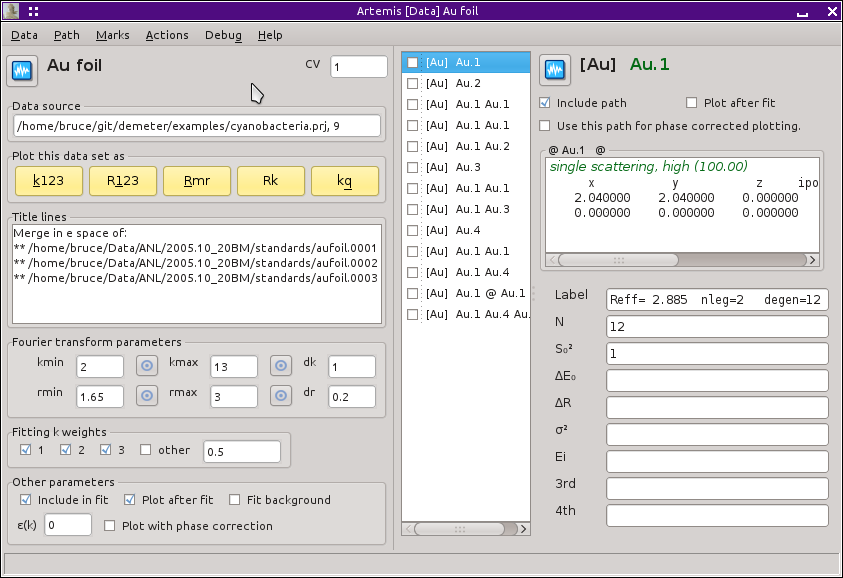 Artemis [Data] Au foil
Data Path Marks Actions Debug Help
Au foil
CV 1
Data source
/home/bruce/git/demeter/examples/cyanobacteria.prj, 9
Plot this data set as
k123 R123 Rmr Rk kq
Title lines
Merge in e space of:
** /home/bruce/Data/ANL/2005.10_20BM/standards/aufoil.0001
** /home/bruce/Data/ANL/2005.10_20BM/standards/aufoil.0002
** /home/bruce/Data/ANL/2005.10_20BM/standards/aufoil.0003
Fourier transform parameters
kmin 2 kmax 13 dk 1
rmin 1.65 rmax 3 dr 0.2
Fitting k weights
1 2 3 other 0.5
Other parameters
Include in fit Plot after fit Fit background
ε(k) 0 Plot with phase correction
[Au] Au.1
[Au] Au.2
[Au] Au.1 Au.1
[Au] Au.1 Au.1
[Au] Au.1 Au.2
[Au] Au.3
[Au] Au.1 Au.1
[Au] Au.1 Au.3
[Au] Au.4
[Au] Au.1 Au.1
[Au] Au.1 Au.4
[Au] Au.1 @ Au.1
[Au] Au.1 Au.4 Au.
[Au] Au.1
Include path Plot after fit
Use this path for phase corrected plotting.
@ Au.1 @
single scattering, high (100.00)
x y z ipo
2.040000 2.040000 0.000000
0.000000 0.000000 0.000000
Label Reff= 2.885 nleg=2 degen=12
N 12
S₀² 1
ΔE₀
ΔR
σ²
Ei
3rd
4th